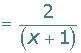 = 2/(x + 1)